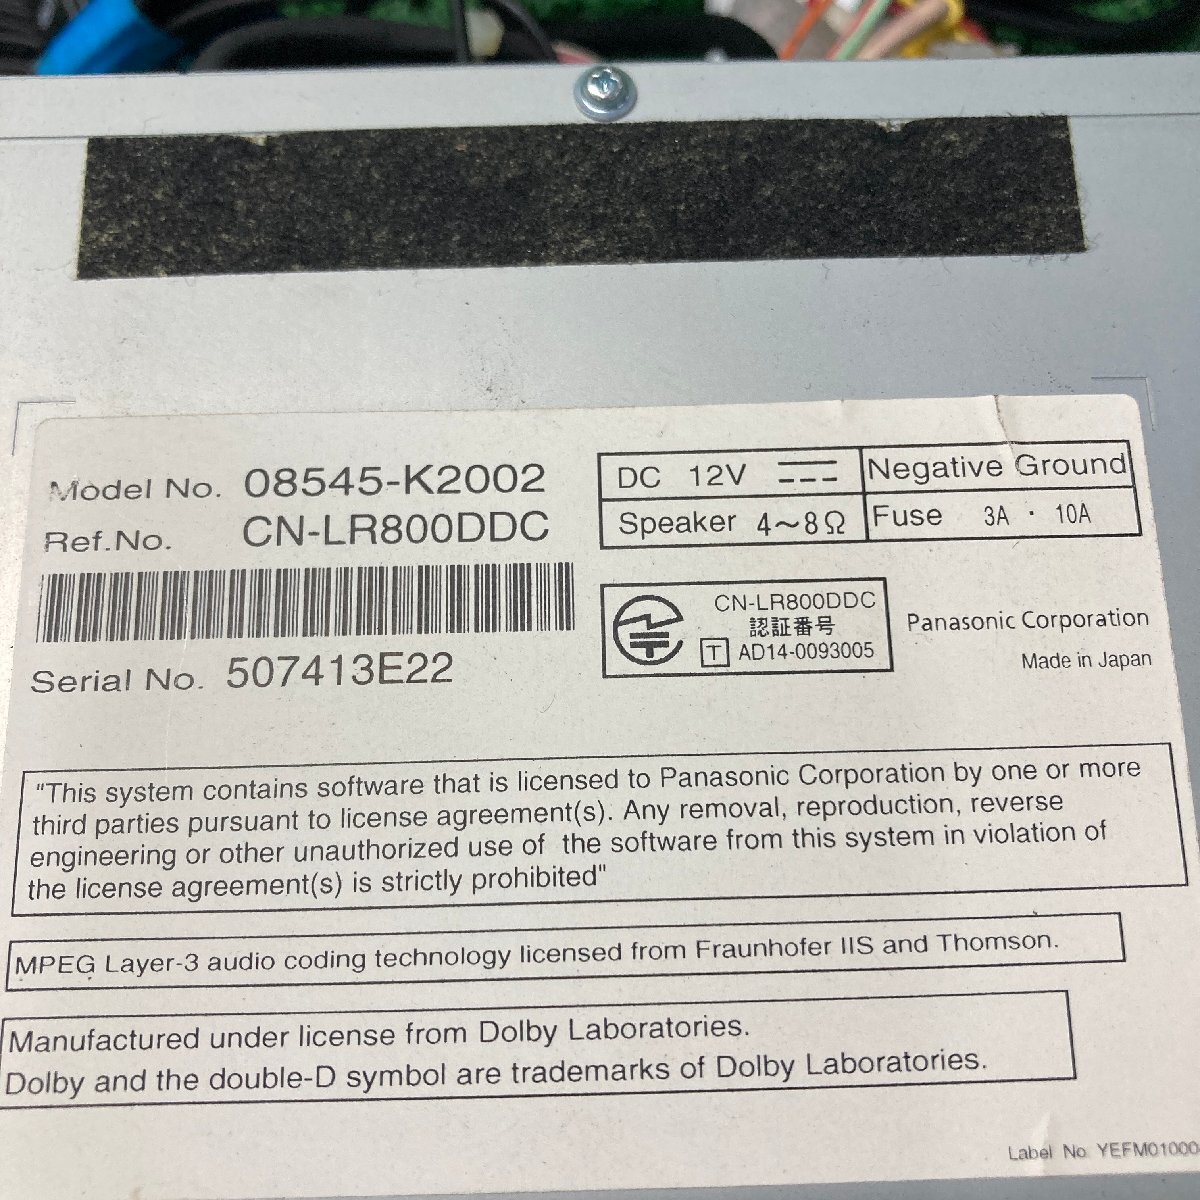 Model No. 08545-K2002
Ref.No. CN-LR800DDC
Serial No. 507413E22
DC 12V
Negative Ground
Speaker 4～8Ω
Fuse 3A · 10A
CN-LR800DDC
認証番号
T AD14-0093005
Panasonic Corporation
Made in Japan
"This system contains software that is licensed to Panasonic Corporation by one or more
third parties pursuant to license agreement(s). Any removal, reproduction, reverse
engineering or other unauthorized use of the software from this system in violation of
the license agreement(s) is strictly prohibited"
MPEG Layer-3 audio coding technology licensed from Fraunhofer IIS and Thomson.
Manufactured under license from Dolby Laboratories.
Dolby and the double-D symbol are trademarks of Dolby Laboratories.
Label No YEFM01000